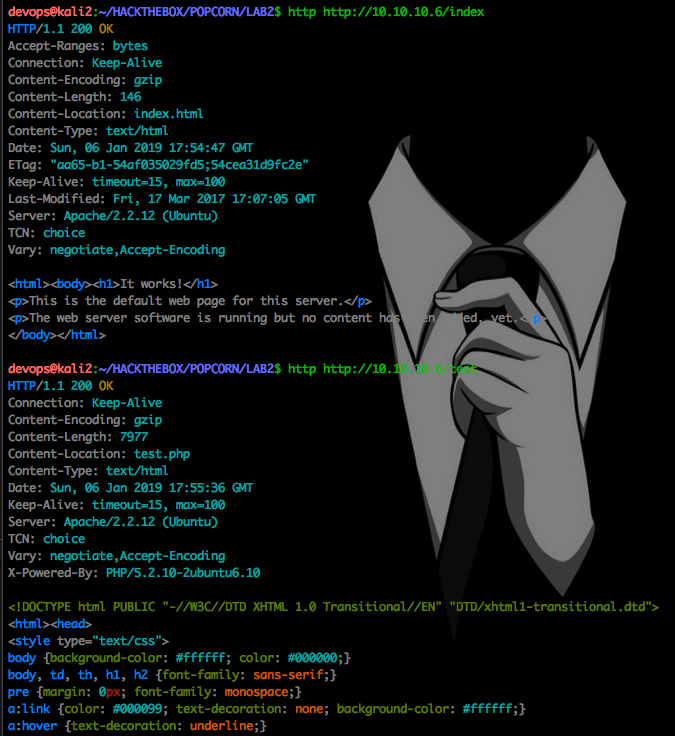 devops@kali2:~/HACKTHEBOX/POPCORN/LAB2$ http http://10.10.10.6/index
HTTP/1.1 200 OK
Accept-Ranges: bytes
Connection: Keep-Alive
Content-Encoding: gzip
Content-Length: 146
Content-Location: index.html
Content-Type: text/html
Date: Sun, 06 Jan 2019 17:54:47 GMT
ETag: "aa65-b1-54af035029fd5;54cea31d9fc2e"
Keep-Alive: timeout=15, max=100
Last-Modified: Fri, 17 Mar 2017 17:07:05 GMT
Server: Apache/2.2.12 (Ubuntu)
TCN: choice
Vary: negotiate,Accept-Encoding
<html><body><h1>It works!</h1>
<p>This is the default web page for this server.</p>
<p>The web server software is running but no content has yet.</p>
</body></html>
devops@kali2:~/HACKTHEBOX/POPCORN/LAB2$ http http://10.10.10.6/test
HTTP/1.1 200 OK
Connection: Keep-Alive
Content-Encoding: gzip
Content-Length: 7977
Content-Location: test.php
Content-Type: text/html
Date: Sun, 06 Jan 2019 17:55:36 GMT
Keep-Alive: timeout=15, max=100
Server: Apache/2.2.12 (Ubuntu)
TCN: choice
Vary: negotiate,Accept-Encoding
X-Powered-By: PHP/5.2.10-2ubuntu6.10
<!DOCTYPE html PUBLIC "-//W3C//DTD XHTML 1.0 Transitional//EN" "DTD/xhtml1-transitional.dtd">
<html><head>
<style type="text/css">
body {background-color: #ffffff; color: #000000;}
body, td, th, h1, h2 {font-family: sans-serif;}
pre {margin: 0px; font-family: monospace;}
a:link {color: #000099; text-decoration: none; background-color: #ffffff;}
a:hover {text-decoration: underline;}